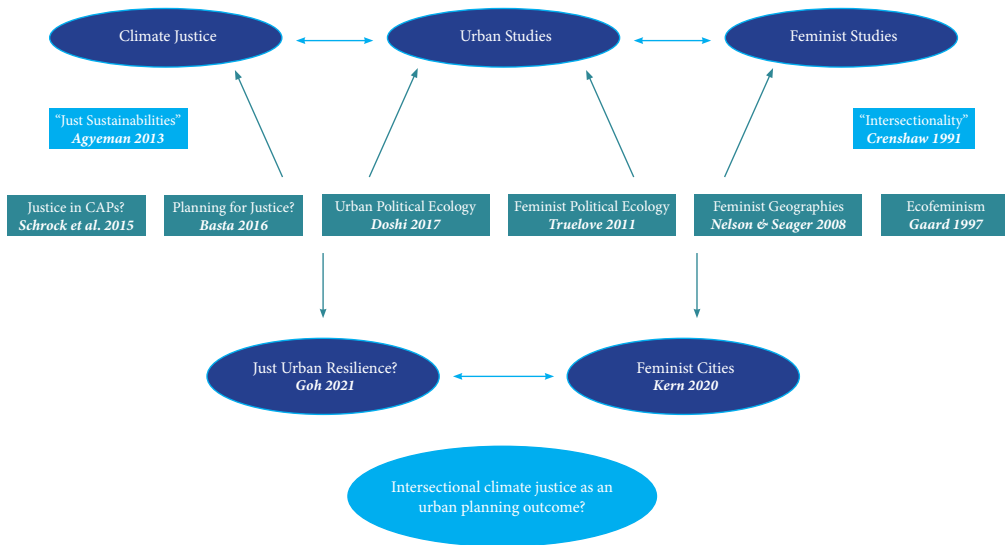 Climate Justice
Urban Studies
Feminist Studies
“Just Sustainabilities”
Agyeman 2013
“Intersectionality”
Crenshaw 1991
Justice in CAPs?
Schrock et al. 2015
Planning for Justice?
Basta 2016
Urban Political Ecology
Doshi 2017
Feminist Political Ecology
Truelove 2011
Feminist Geographies
Nelson & Seager 2008
Ecofeminism
Gaard 1997
Just Urban Resilience?
Goh 2021
Feminist Cities
Kern 2020
Intersectional climate justice as an
urban planning outcome?